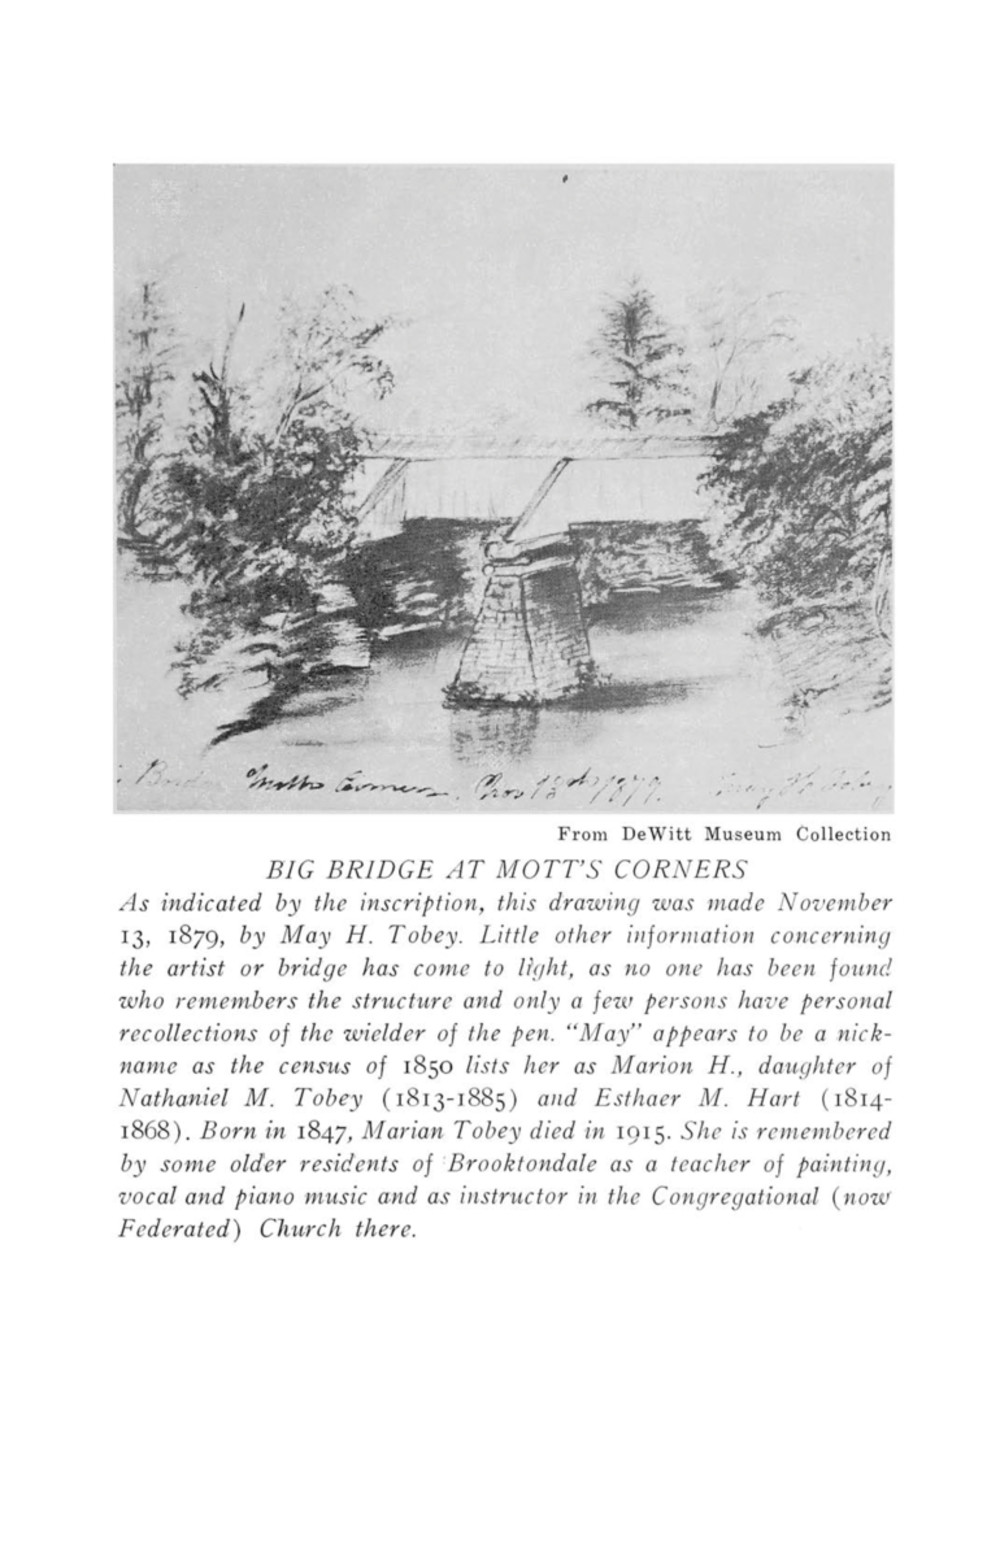 Motts Corners. Nov 13th 1879.
From DeWitt Museum Collection
BIG BRIDGE AT MOTT'S CORNERS
As indicated by the inscription, this drawing was made November
13, 1879, by May H. Tobey. Little other information concerning
the artist or bridge has come to light, as no one has been found
who remembers the structure and only a few persons have personal
recollections of the wielder of the pen. "May" appears to be a nick-
name as the census of 1850 lists her as Marion H., daughter of
Nathaniel M. Tobey (1813-1885) and Esthaer M. Hart (1814-
1868). Born in 1847, Marian Tobey died in 1915. She is remembered
by some older residents of Brooktondale as a teacher of painting,
vocal and piano music and as instructor in the Congregational (now
Federated) Church there.